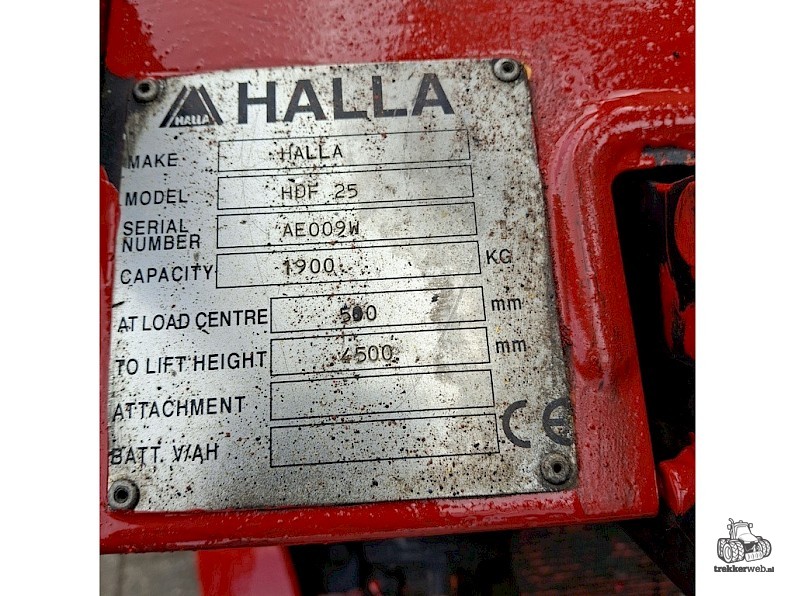 HALLA HALLA
MAKE HALLA
MODEL HDF 25
SERIAL NUMBER AE009W
CAPACITY 1900 KG
AT LOAD CENTRE 500 mm
TO LIFT HEIGHT 4500 mm
ATTACHMENT
BATT. V/AH
CE
trekkerweb.nl